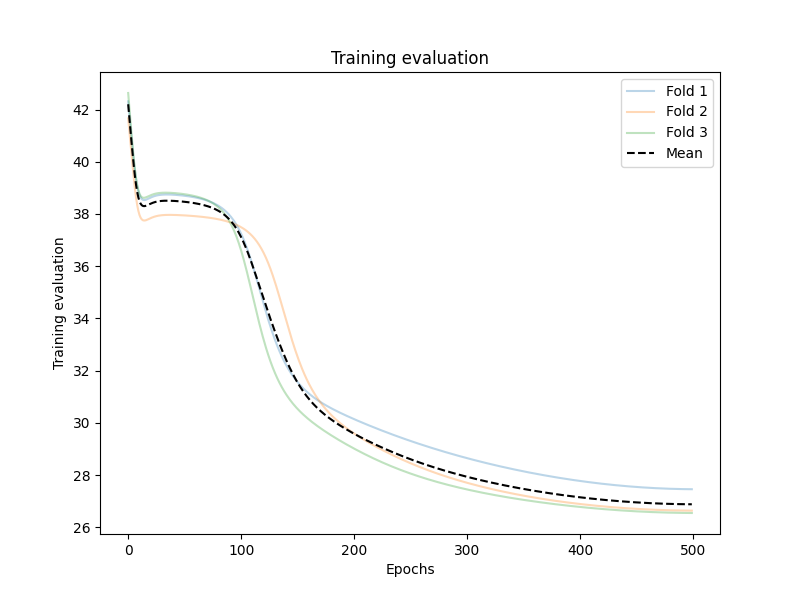 Training evaluation
Fold 1
Fold 2
Fold 3
Mean
Training evaluation
42
40
38
36
34
32
30
28
26
0 100 200 300 400 500
Epochs